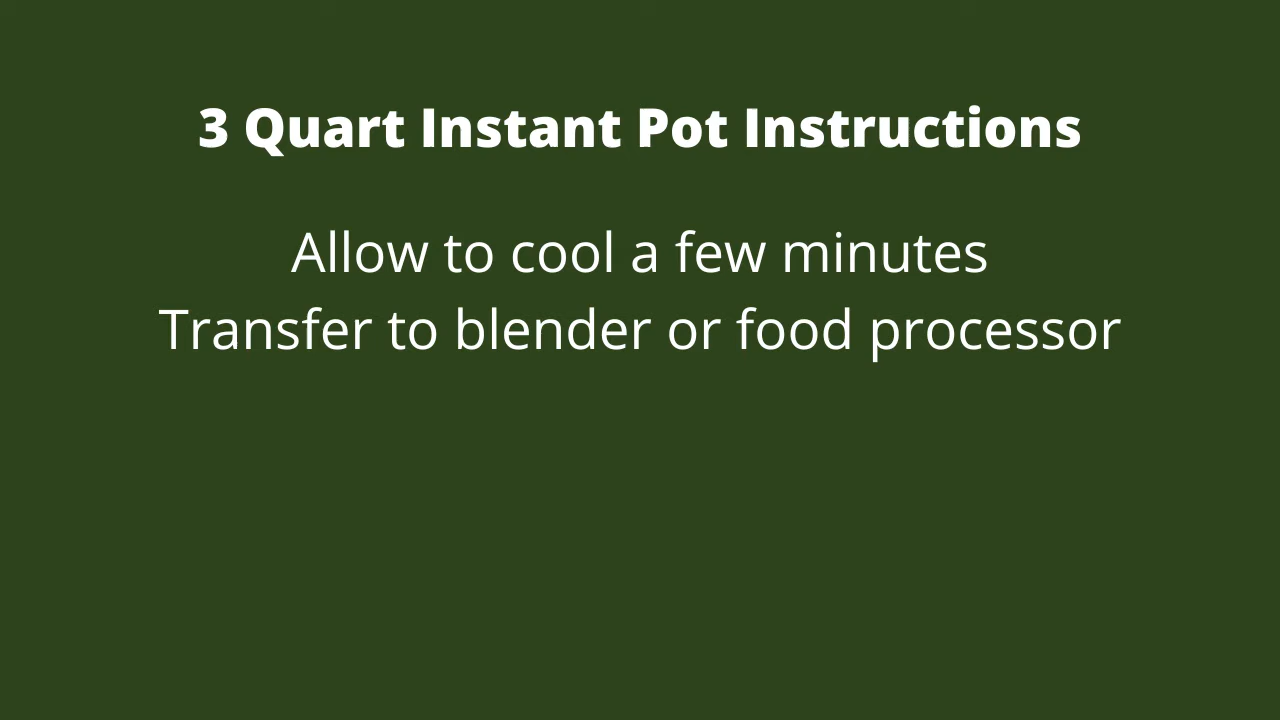 3 Quart Instant Pot Instructions
Allow to cool a few minutes
Transfer to blender or food processor